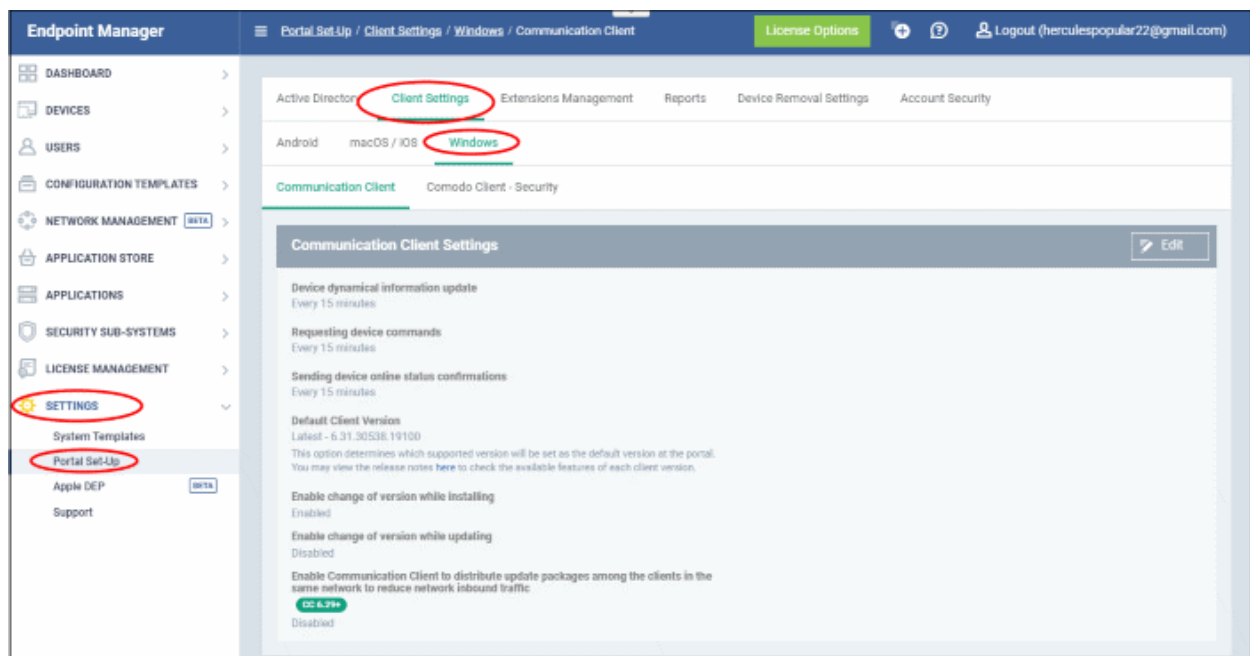 Endpoint Manager
Portal Set-Up / Client Settings / Windows / Communication Client
License Options
Logout (herculespopular22@gmail.com)
DASHBOARD
DEVICES
USERS
CONFIGURATION TEMPLATES
NETWORK MANAGEMENT BETA
APPLICATION STORE
APPLICATIONS
SECURITY SUB-SYSTEMS
LICENSE MANAGEMENT
SETTINGS
System Templates
Portal Set-Up
Apple DEP BETA
Support
Active Directory Client Settings Extensions Management Reports Device Removal Settings Account Security
Android macOS / iOS Windows
Communication Client Comodo Client - Security
Communication Client Settings
Edit
Device dynamical information update
Every 15 minutes
Requesting device commands
Every 15 minutes
Sending device online status confirmations
Every 15 minutes
Default Client Version
Latest - 6.31.30538.19100
This option determines which supported version will be set as the default version at the portal.
You may view the release notes here to check the available features of each client version.
Enable change of version while installing
Enabled
Enable change of version while updating
Disabled
Enable Communication Client to distribute update packages among the clients in the
same network to reduce network inbound traffic
CC 6.29+
Disabled